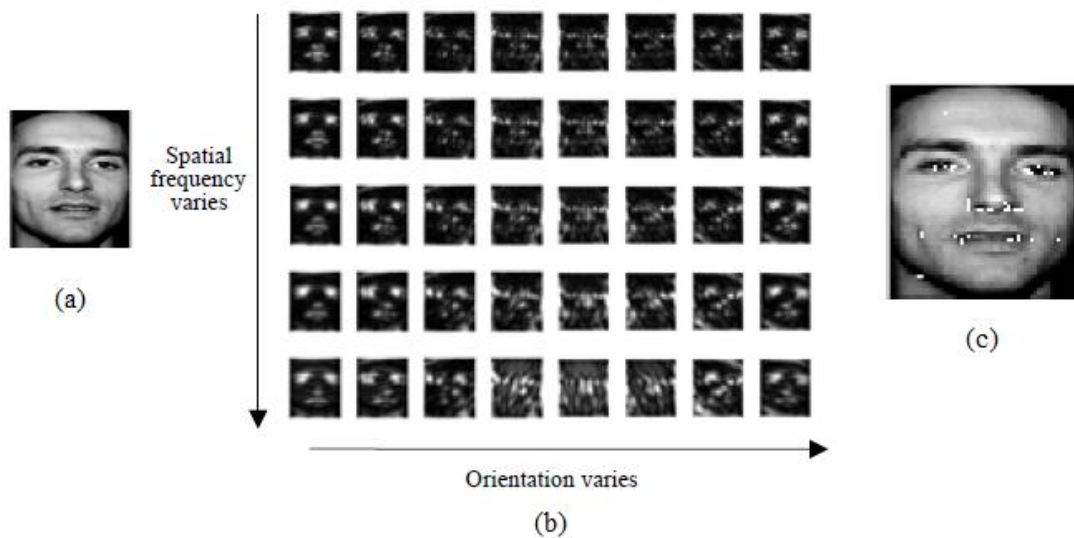 Spatial
frequency
varies
(a)
(c)
Orientation varies
(b)